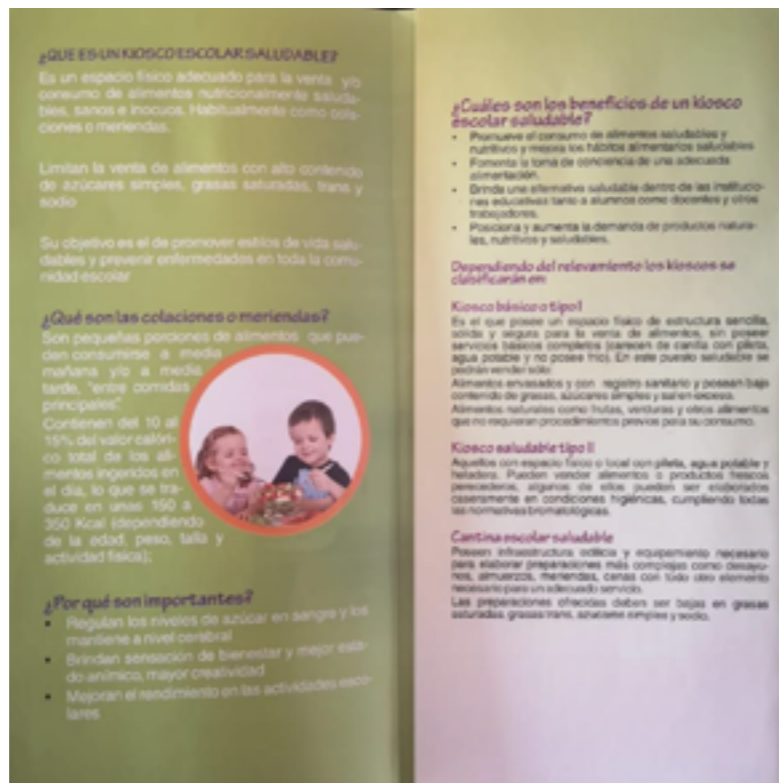 ¿QUE ES UN KIOSCO ESCOLAR SALUDABLE?
Es un espacio físico adecuado para la venta y/o
consumo de alimentos nutricionalmente saluda-
bles, sanos e inocuos. Habitualmente como cola-
ciones o meriendas.
Limitan la venta de alimentos con alto contenido
de azúcares simples, grasas saturadas, trans y
sodio
Su objetivo es el de promover estilos de vida salu-
dables y prevenir enfermedades en toda la comu-
nidad escolar
¿Qué son las colaciones o meriendas?
Son pequeñas porciones de alimentos que pue-
den consumirse a media
mañana y/o a media
tarde, "entre comidas
principales".
Contienen del 10 al
15% del valor calóri-
co total de los ali-
mentos ingeridos en
el día, lo que se tra-
duce en unas 150 a
350 Kcal (dependiendo
de la edad, peso, talla y
actividad física);
¿Por qué son importantes?
• Regulan los niveles de azúcar en sangre y los
mantiene a nivel cerebral
• Brindan sensación de bienestar y mejor esta-
do anímico, mayor creatividad
• Mejoran el rendimiento en las actividades esco-
lares
¿Cuáles son los beneficios de un kiosco
escolar saludable?
• Promueve el consumo de alimentos saludables y
nutritivos y mejora los hábitos alimentarios saludables
• Fomenta la toma de conciencia de una adecuada
alimentación.
• Brinda una alternativa saludable dentro de las institucio-
nes educativas tanto a alumnos como docentes y otros
trabajadores.
• Posiciona y aumenta la demanda de productos natura-
les, nutritivos y saludables.
Dependiendo del relevamiento los kioscos se
clasificarán en:
Kiosco básico o tipo I
Es el que posee un espacio físico de estructura sencilla,
sólida y segura para la venta de alimentos, sin poseer
servicios básicos completos (carecen de canilla con pileta,
agua potable y no posee frío). En este puesto saludable se
podrán vender sólo:
Alimentos envasados y con registro sanitario y posean bajo
contenido de grasas, azúcares simples y sal en exceso.
Alimentos naturales como frutas, verduras y otros alimentos
que no requieran procedimientos previos para su consumo.
Kiosco saludable tipo II
Aquellos con espacio físico o local con pileta, agua potable y
heladera. Pueden vender alimentos o productos frescos
perecederos, algunos de ellos pueden ser elaborados
caseramente en condiciones higiénicas, cumpliendo todas
las normativas bromatológicas.
Cantina escolar saludable
Poseen infraestructura edilicia y equipamiento necesario
para elaborar preparaciones más complejas como desayu-
nos, almuerzos, meriendas, cenas con todo otro elemento
necesario para un adecuado servicio.
Las preparaciones ofrecidas deben ser bajas en grasas
saturadas, grasas trans, azúcares simples y sodio.